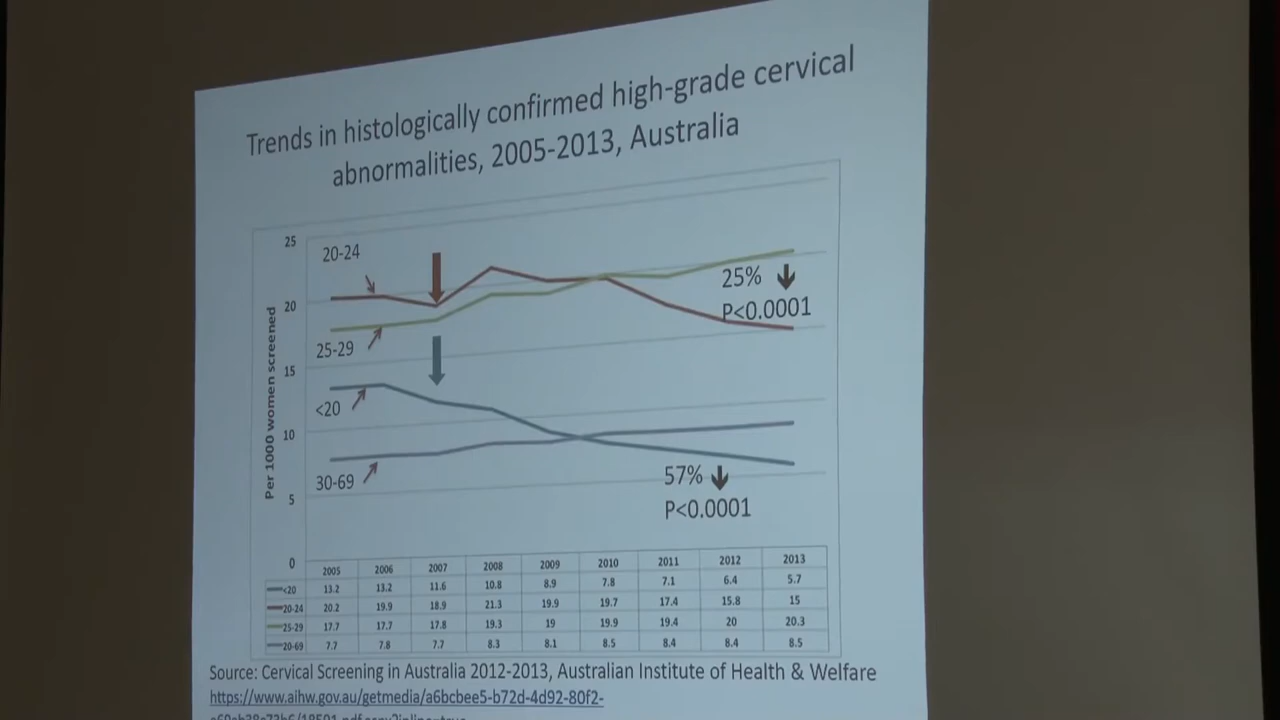 Trends in histologically confirmed high-grade cervical
abnormalities, 2005-2013, Australia
Per 1000 women screened
25
20
15
10
5
0
20-24
25-29
<20
30-69
25%
P<0.0001
57%
P<0.0001
2005 2006 2007 2008 2009 2010 2011 2012 2013
<20 13.2 13.2 11.6 10.8 8.9 7.8 7.1 6.4 5.7
20-24 20.2 19.9 18.9 21.3 19.9 19.7 17.4 15.8 15
25-29 17.7 17.7 17.8 19.3 19 19.9 19.4 20 20.3
20-69 7.7 7.8 7.7 8.3 8.1 8.5 8.4 8.4 8.5
Source: Cervical Screening in Australia 2012-2013, Australian Institute of Health & Welfare
https://www.aihw.gov.au/getmedia/a6bcbee5-b72d-4d92-80f2-